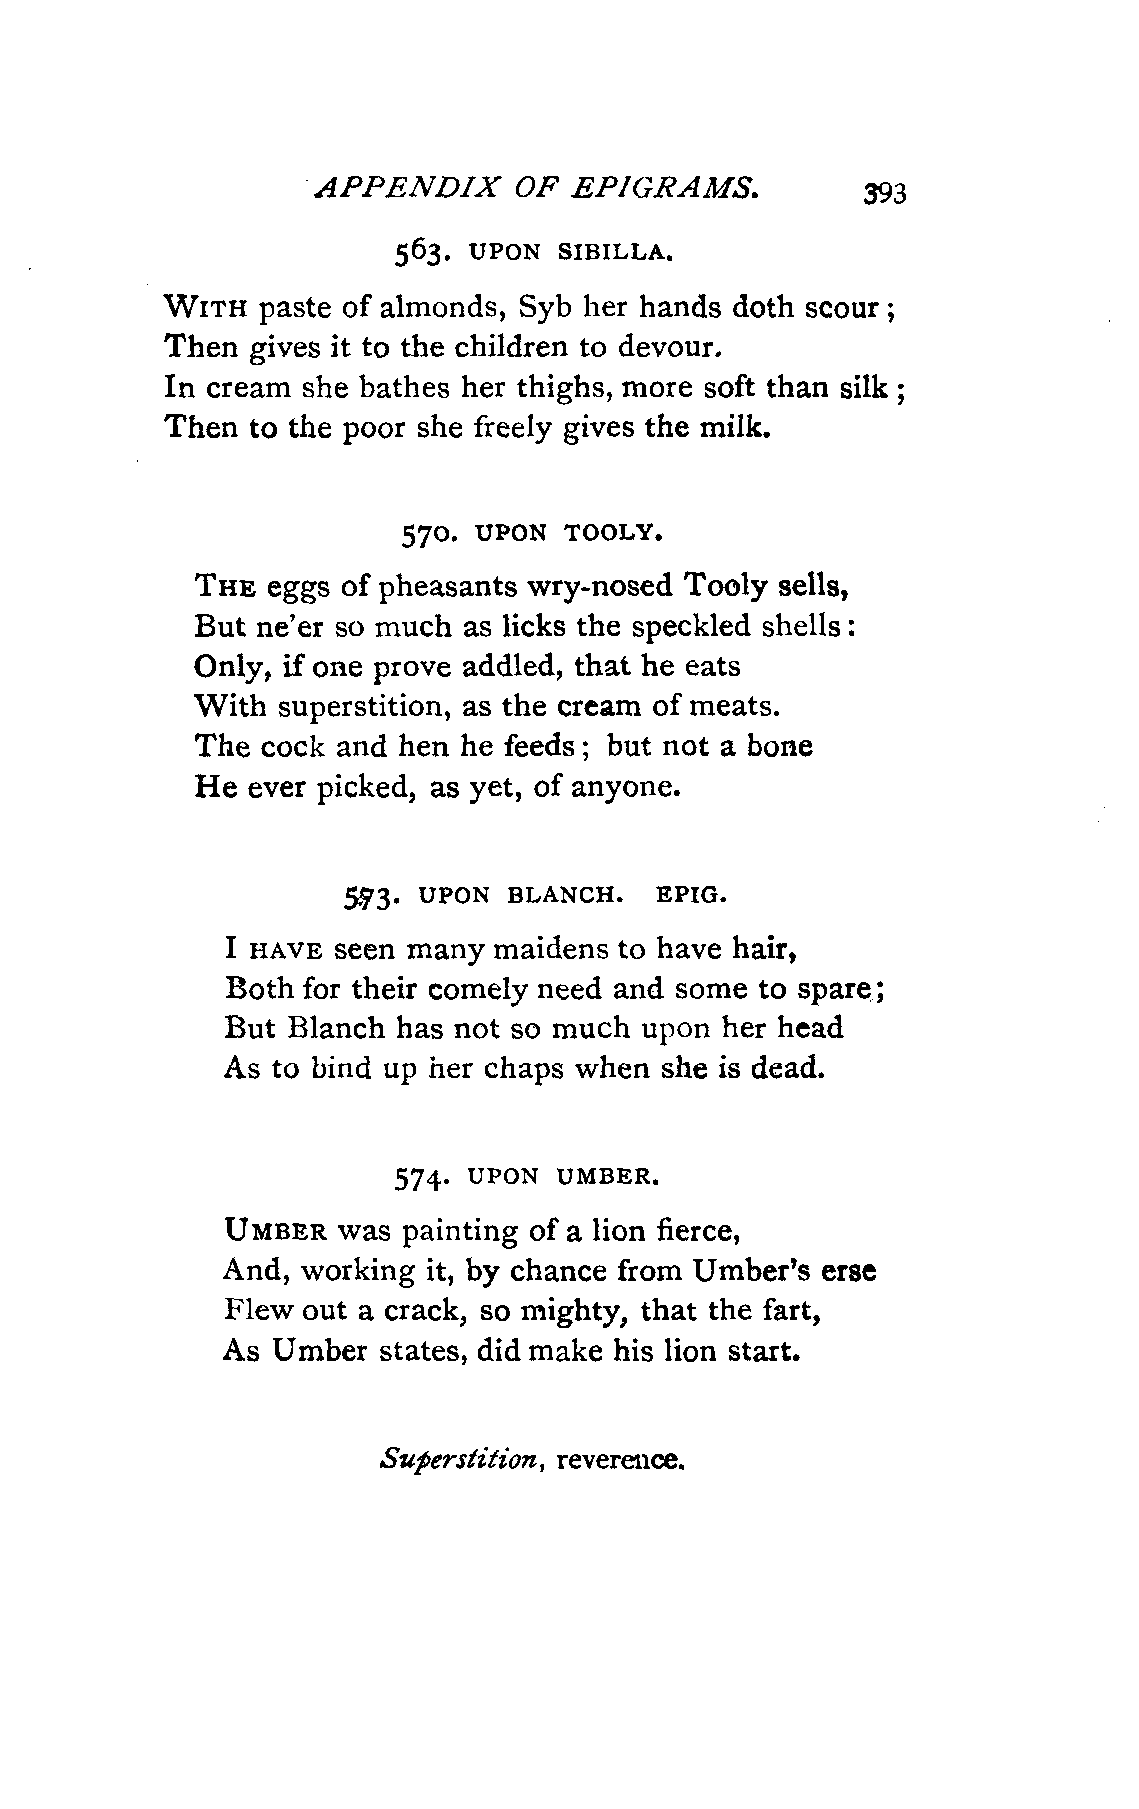 APPENDIX OF EPIGRAMS. 393
563. UPON SIBILLA.
WITH paste of almonds, Syb her hands doth scour ;
Then gives it to the children to devour.
In cream she bathes her thighs, more soft than silk ;
Then to the poor she freely gives the milk.
570. UPON TOOLY.
THE eggs of pheasants wry-nosed Tooly sells,
But ne'er so much as licks the speckled shells :
Only, if one prove addled, that he eats
With superstition, as the cream of meats.
The cock and hen he feeds ; but not a bone
He ever picked, as yet, of anyone.
573. UPON BLANCH. EPIG.
I HAVE seen many maidens to have hair,
Both for their comely need and some to spare ;
But Blanch has not so much upon her head
As to bind up her chaps when she is dead.
574. UPON UMBER.
UMBER was painting of a lion fierce,
And, working it, by chance from Umber's erse
Flew out a crack, so mighty, that the fart,
As Umber states, did make his lion start.
Superstition, reverence.